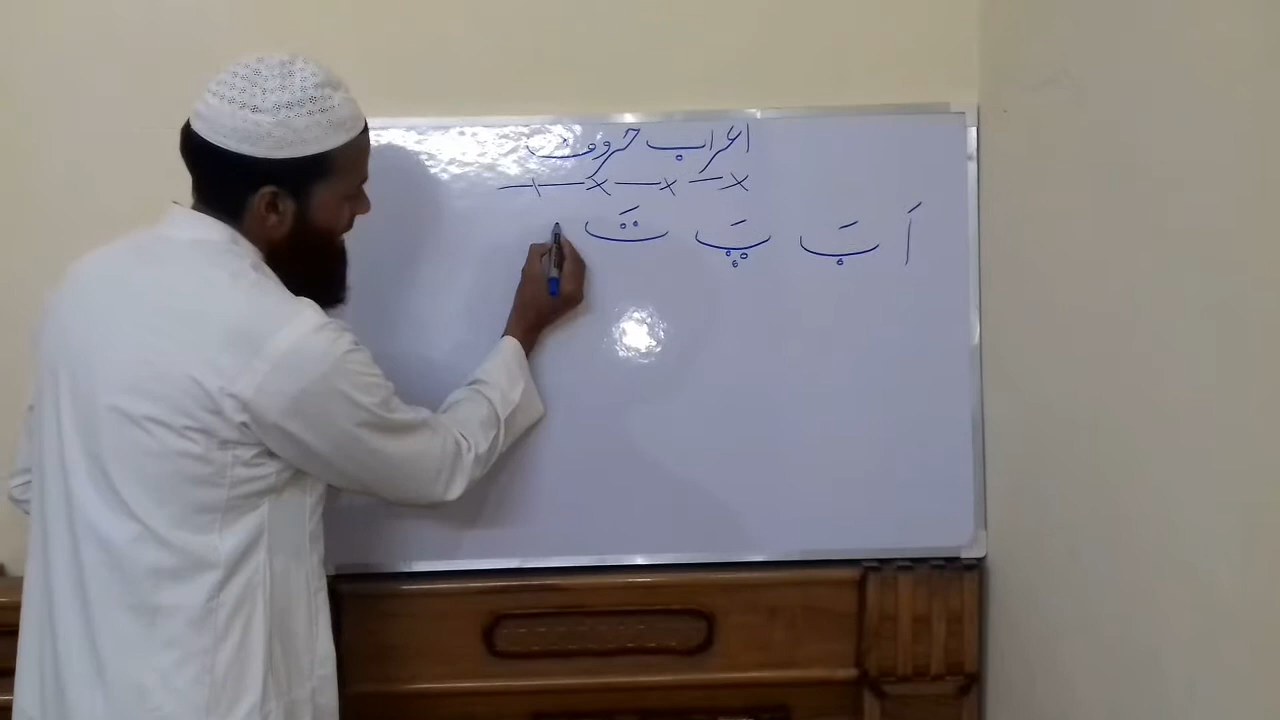 اعراب حروف
اَ بَ پَ تَ